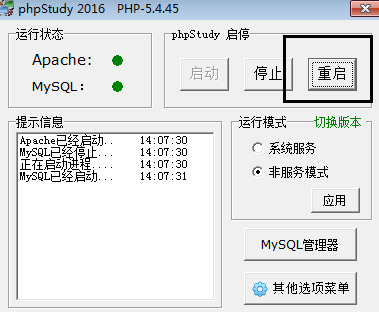 phpStudy 2016 PHP-5.4.45
运行状态
Apache:
MySQL:
phpStudy 启停
启动 停止 重启
提示信息
Apache已经启动.. 14:07:30
MySQL已经停止... 14:07:30
正在启动进程.... 14:07:30
MySQL已经启动... 14:07:31
运行模式 切换版本
系统服务
非服务模式
应用
MySQL管理器
其他选项菜单